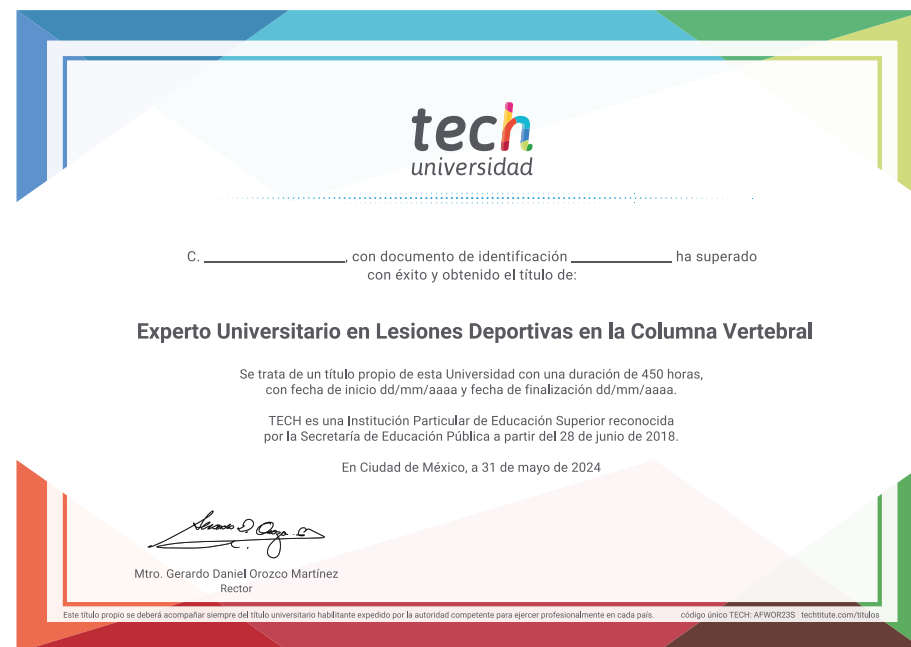 tech
universidad
C. ____________, con documento de identificación ____________ ha superado
con éxito y obtenido el título de:
Experto Universitario en Lesiones Deportivas en la Columna Vertebral
Se trata de un título propio de esta Universidad con una duración de 450 horas,
con fecha de inicio dd/mm/aaaa y fecha de finalización dd/mm/aaaa.
TECH es una Institución Particular de Educación Superior reconocida
por la Secretaría de Educación Pública a partir del 28 de junio de 2018.
En Ciudad de México, a 31 de mayo de 2024
Mtro. Gerardo Daniel Orozco Martínez
Rector
Este título propio se deberá acompañar siempre del título universitario habilitante expedido por la autoridad competente para ejercer profesionalmente en cada país. código único TECH: AFWOR23S techtitute.com/titulos